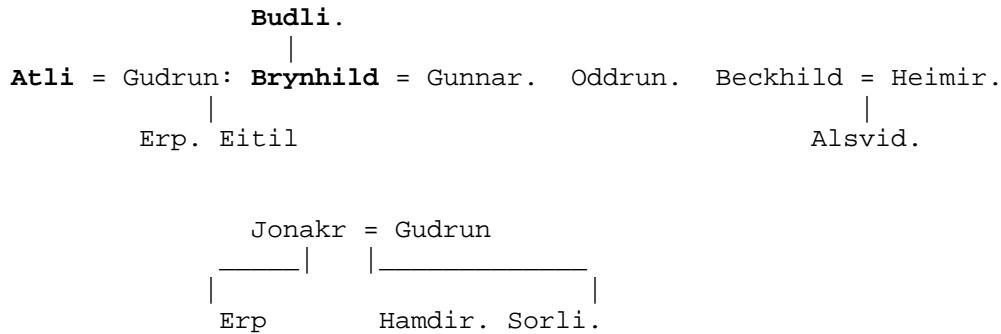 Budli.
Atli = Gudrun: Brynhild = Gunnar. Oddrun. Beckhild = Heimir.
Erp. Eitil Alsvid.
Jonakr = Gudrun
Erp Hamdir. Sorli.